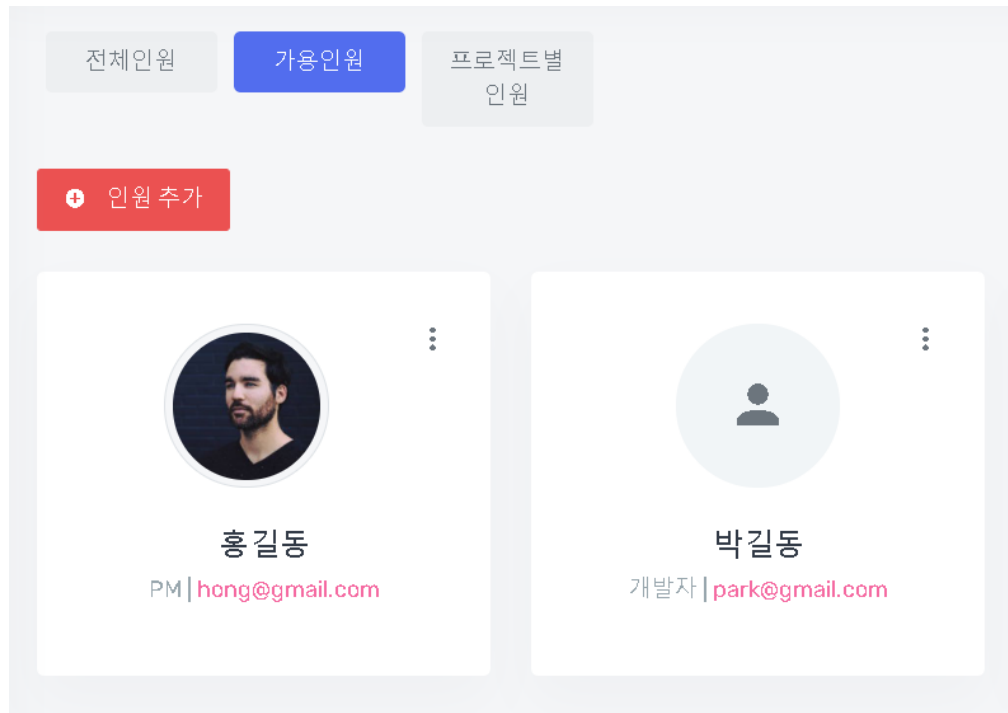 전체인원
가용인원
프로젝트별
인원
인원 추가
홍길동
PM | hong@gmail.com
박길동
개발자 | park@gmail.com